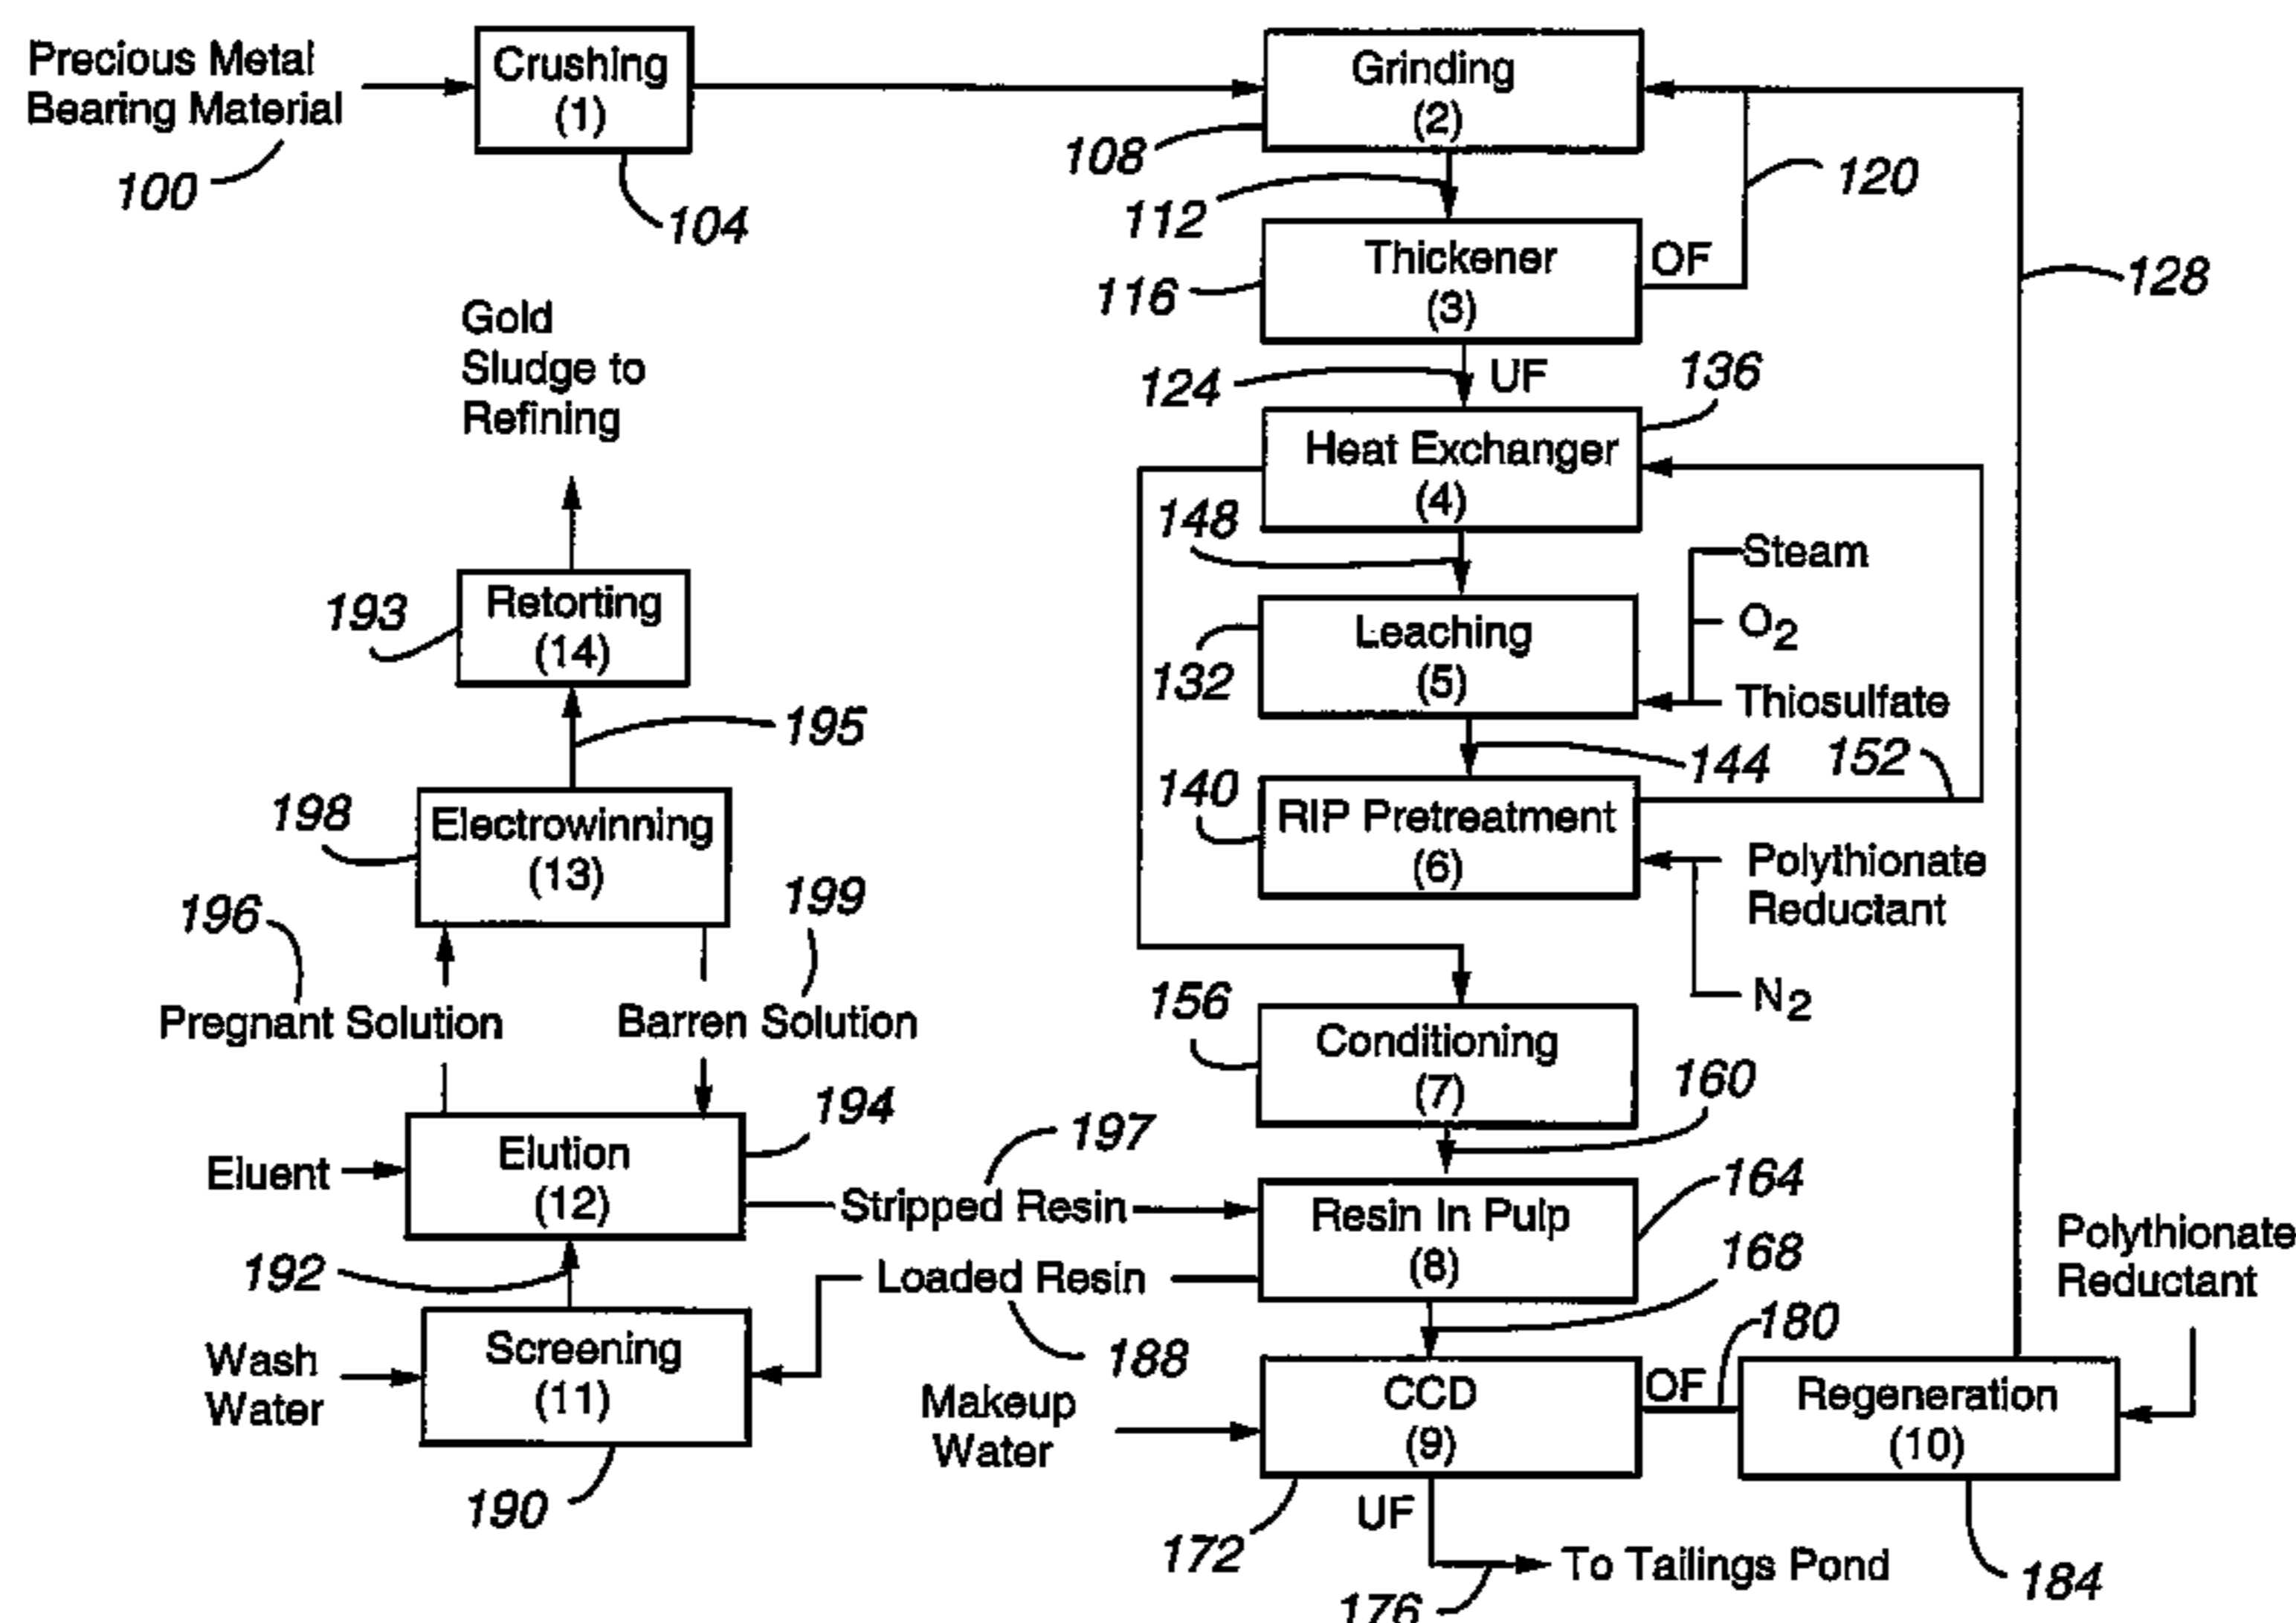 Precious Metal
Bearing Material
100
Crushing
(1)
104
Grinding
(2)
108
112
120
Thickener
(3)
OF
116
128
124
UF
136
Heat Exchanger
(4)
148
Steam
O2
Thiosulfate
Leaching
(5)
132
144
152
140
RIP Pretreatment
(6)
Polythionate
Reductant
N2
156
Conditioning
(7)
160
Resin In Pulp
(8)
164
168
CCD
(9)
OF
180
Makeup
Water
172
UF
176
To Tailings Pond
Regeneration
(10)
184
Polythionate
Reductant
Gold
Sludge to
Refining
193
Retorting
(14)
195
198
Electrowinning
(13)
196
199
Pregnant Solution
Barren Solution
194
Eluent
Elution
(12)
197
Stripped Resin
192
Loaded Resin
188
Wash
Water
Screening
(11)
190